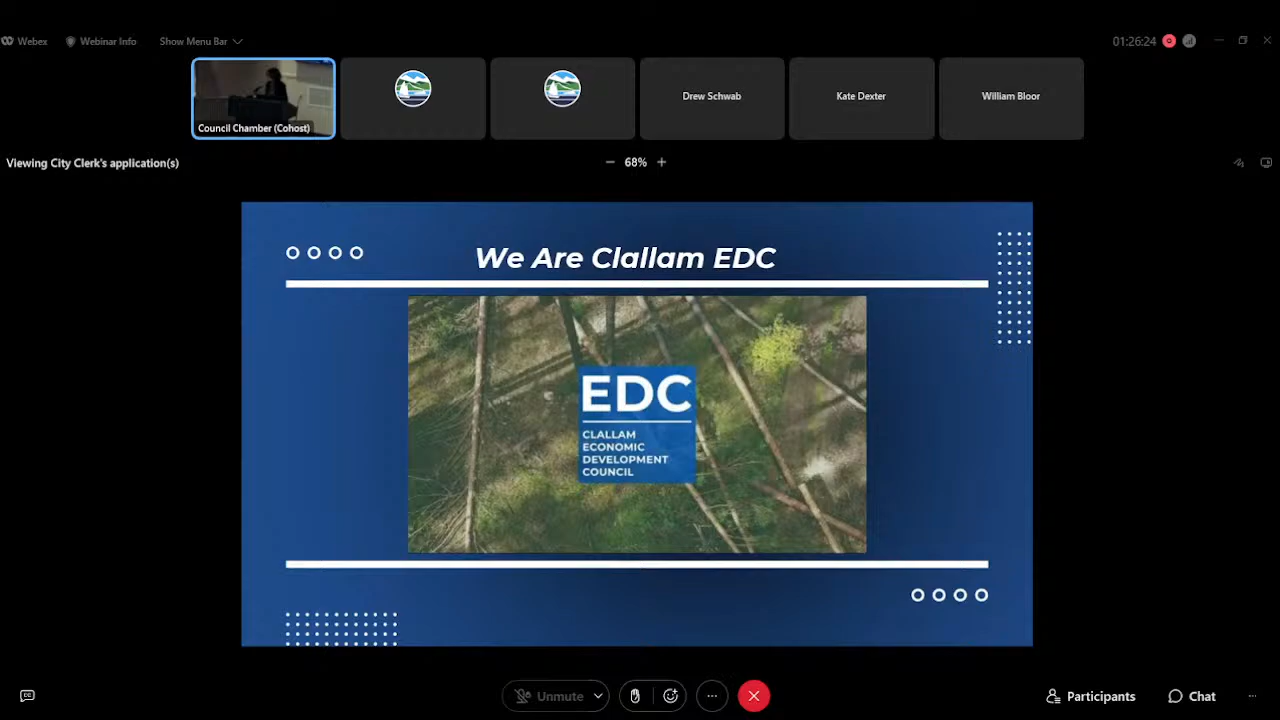 Webex
Webinar Info
Show Menu Bar
01:26:24
Council Chamber (Cohost)
Drew Schwab
Kate Dexter
William Bloor
Viewing City Clerk's application(s)
68%
We Are Clallam EDC
EDC
CLALLAM
ECONOMIC
DEVELOPMENT
COUNCIL
Unmute
Participants
Chat